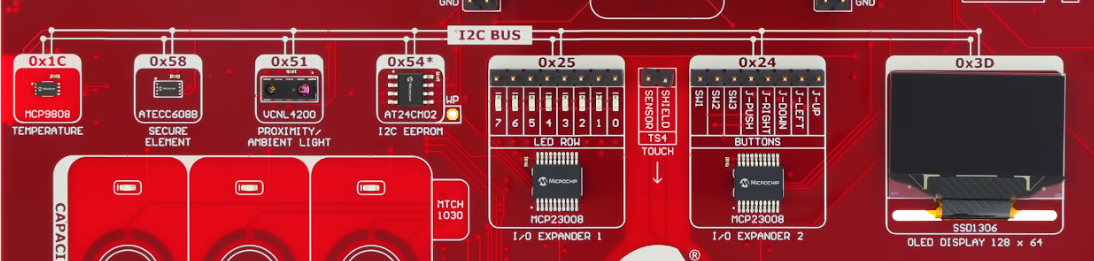 GND
GND
I2C BUS
0x1C
MCP9808
TEMPERATURE
0x58
ATECC608B
SECURE
ELEMENT
0x51
VCNL4200
PROXIMITY/
AMBIENT LIGHT
0x54*
AT24CM02
I2C EEPROM
WP
0x25
7 6 5 4 3 2 1 0
LED ROW
MICROCHIP
MCP23008
I/O EXPANDER 1
SENSOR
SHIELD
TS4
TOUCH
0x24
SW1
SW2
SW3
J-PUSH
J-RIGHT
J-DOWN
J-LEFT
J-UP
BUTTONS
MICROCHIP
MCP23008
I/O EXPANDER 2
0x3D
SSD1306
OLED DISPLAY 128 x 64
MTCH
1030
®